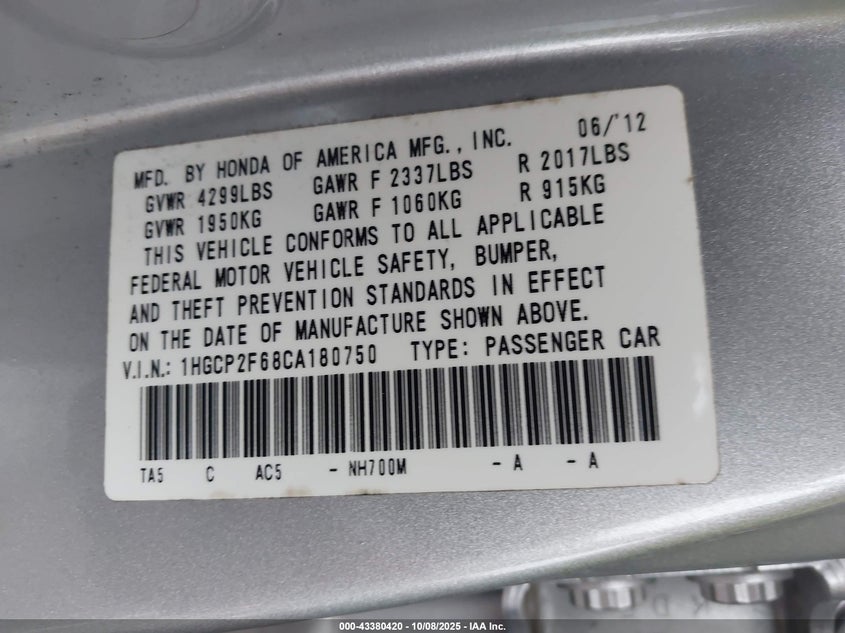 MFD. BY HONDA OF AMERICA MFG., INC. 06/'12
GVWR 4299LBS GAWR F 2337LBS R 2017LBS
GVWR 1950KG GAWR F 1060KG R 915KG
THIS VEHICLE CONFORMS TO ALL APPLICABLE
FEDERAL MOTOR VEHICLE SAFETY, BUMPER,
AND THEFT PREVENTION STANDARDS IN EFFECT
ON THE DATE OF MANUFACTURE SHOWN ABOVE.
V.I.N.: 1HGCP2F68CA180750 TYPE: PASSENGER CAR
TA5 C AC5 - NH700M - A - A
000-43380420 - 10/08/2025 - IAA Inc.